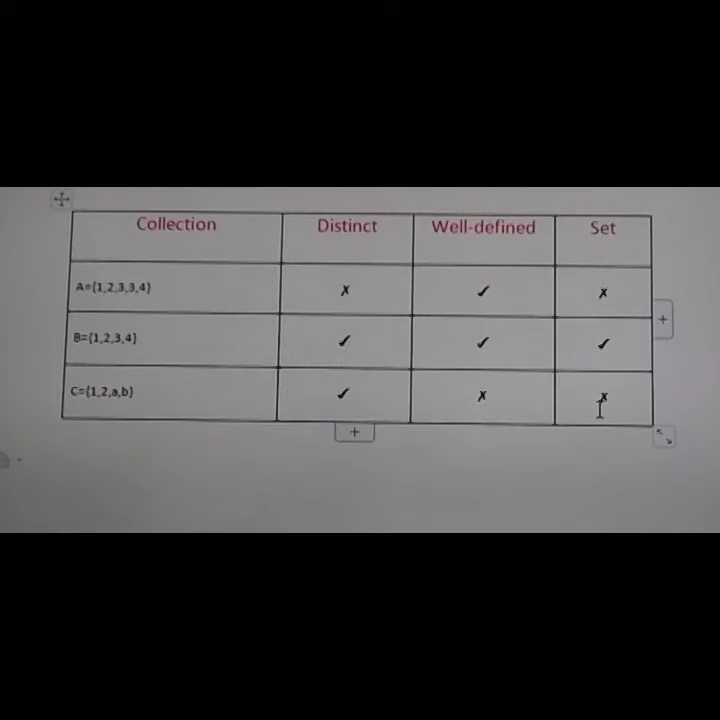 Collection Distinct Well-defined Set
A={1,2,3,3,4} ✗ ✓ ✗
B={1,2,3,4} ✓ ✓ ✓
C={1,2,a,b} ✓ ✗ ✗